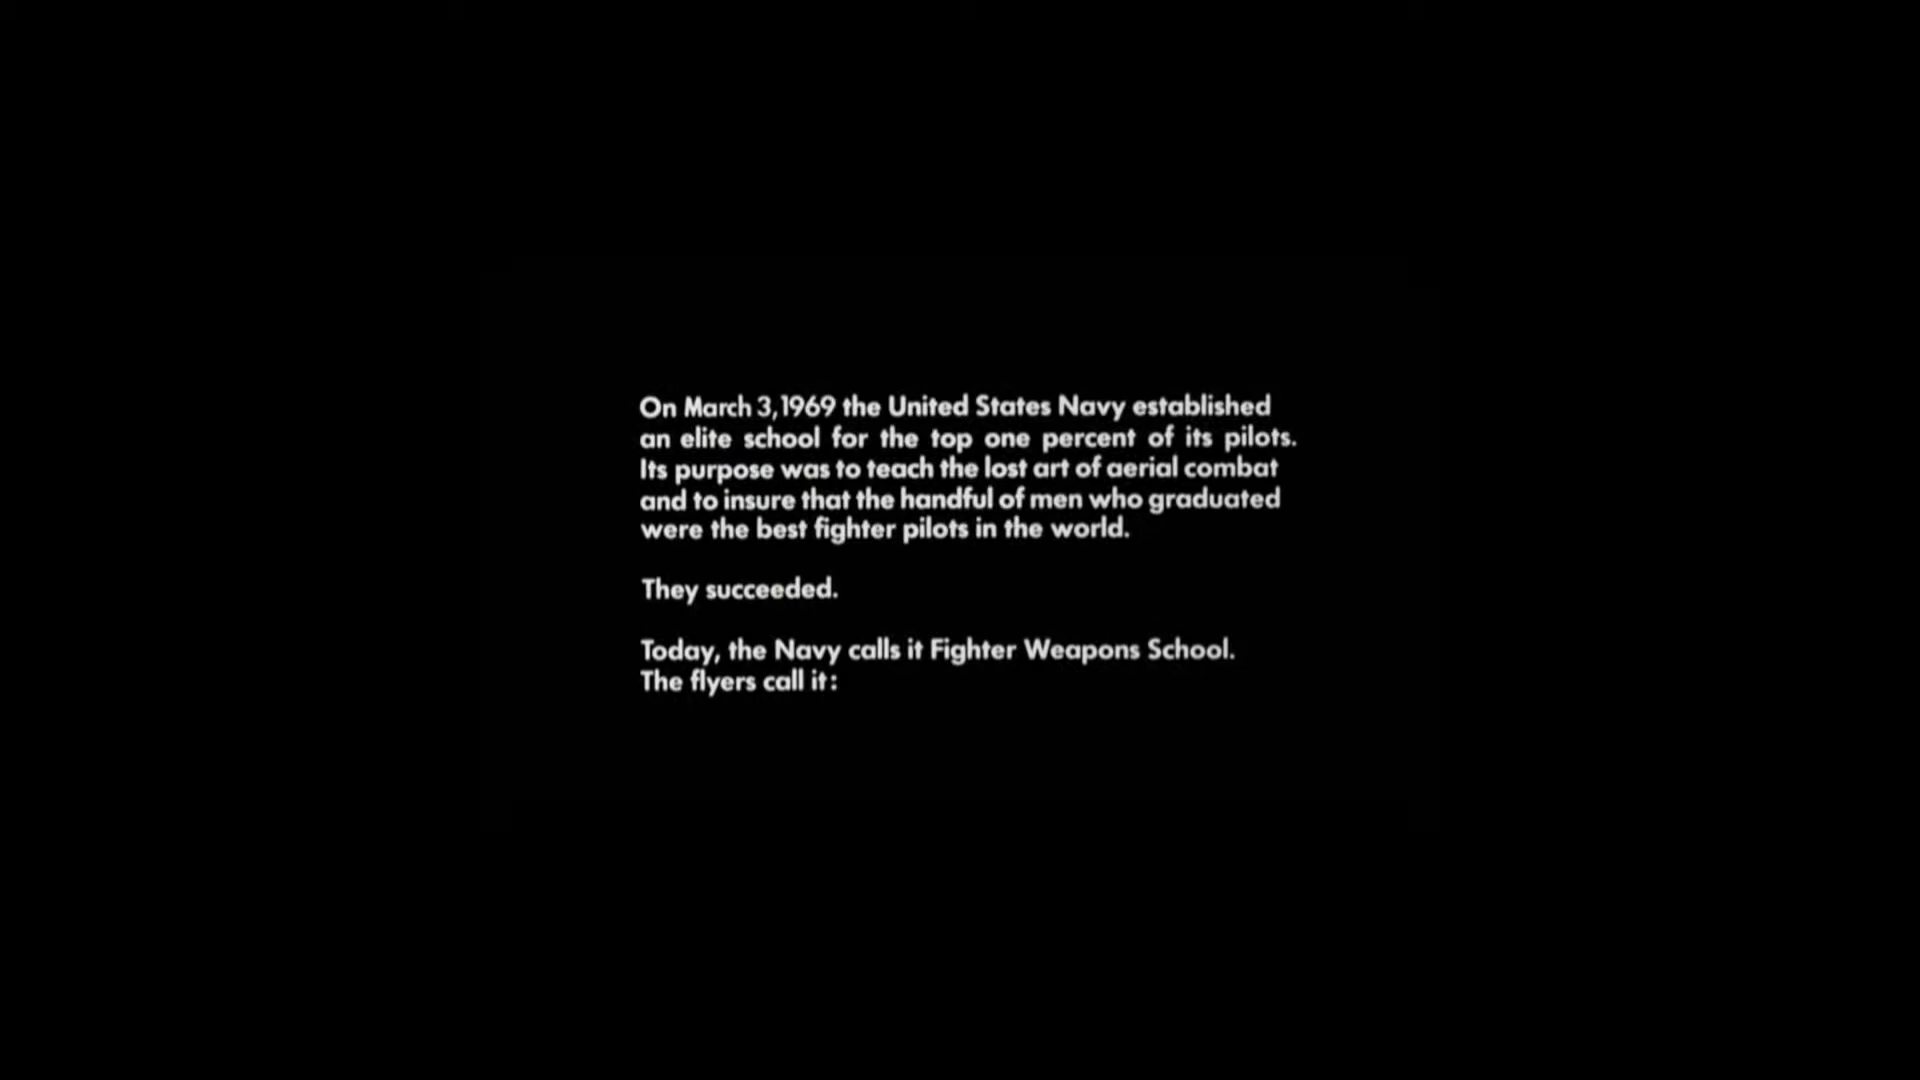 On March 3, 1969 the United States Navy established
an elite school for the top one percent of its pilots.
Its purpose was to teach the lost art of aerial combat
and to insure that the handful of men who graduated
were the best fighter pilots in the world.
They succeeded.
Today, the Navy calls it Fighter Weapons School.
The flyers call it: